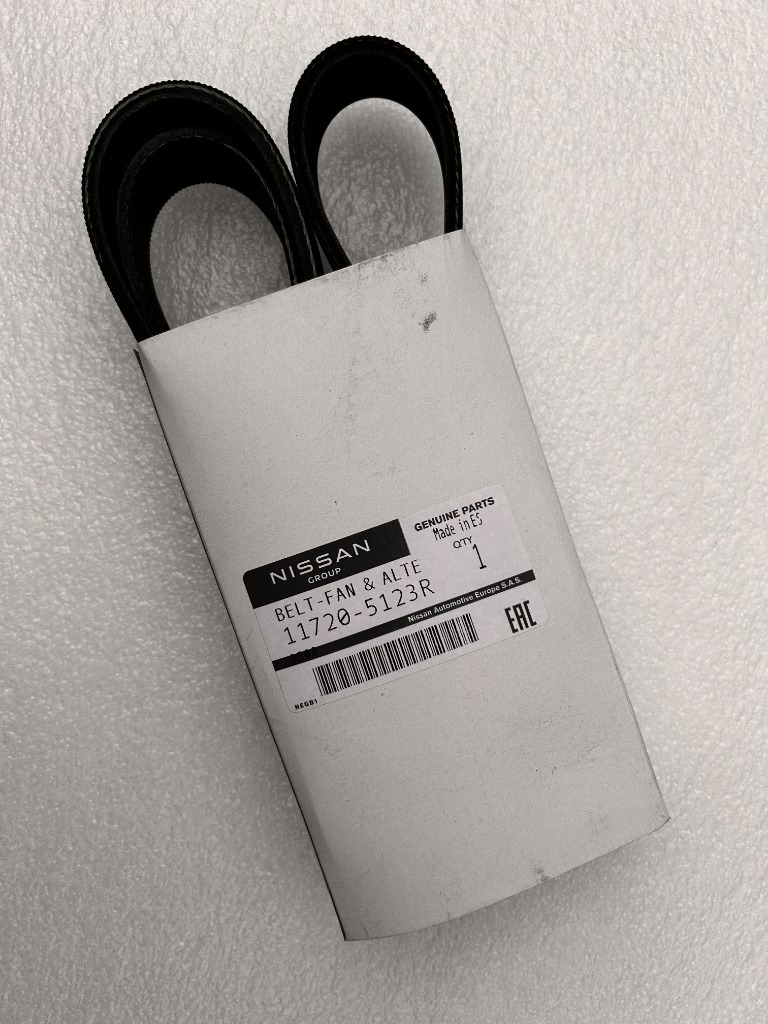 NISSAN
GROUP
GENUINE PARTS
Made in ES
QTY
1
BELT-FAN & ALTE
11720-5123R
Nissan Automotive Europe S.A.S.
EAC
NEGB1